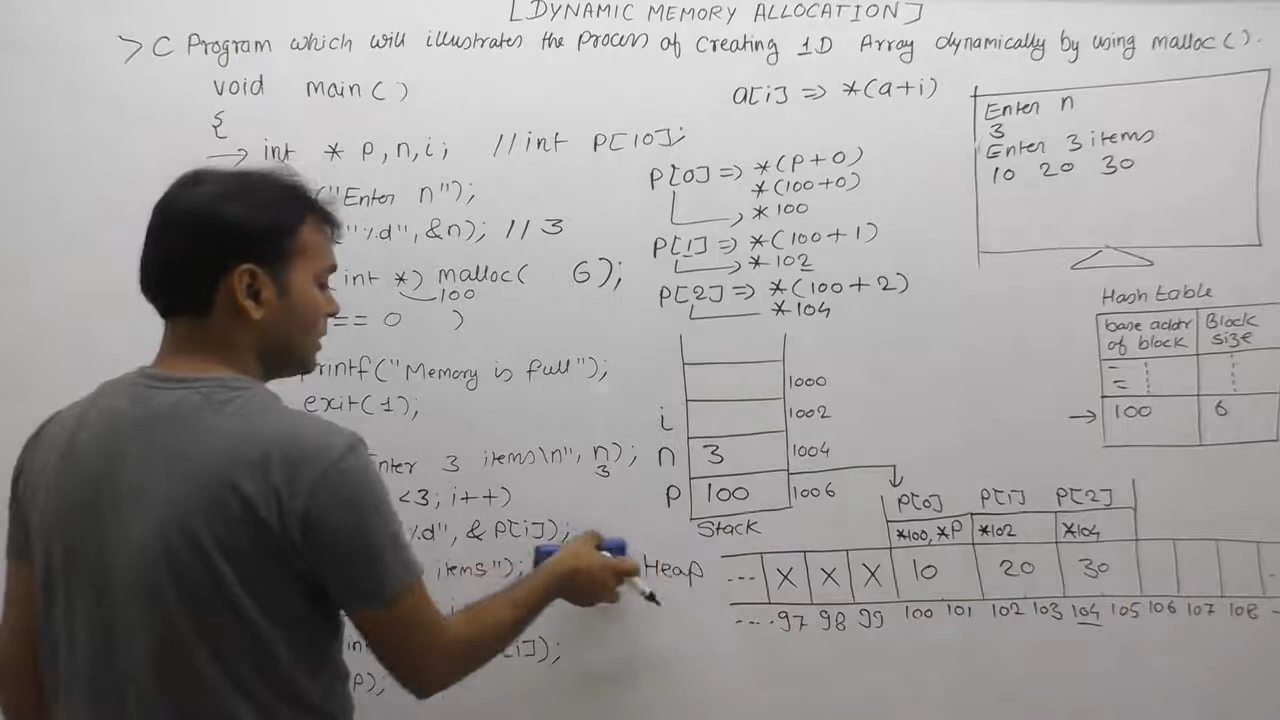 [DYNAMIC MEMORY ALLOCATION]
> C Program which will illustrates the process of Creating 1D Array dynamically by using malloc().
void main()
{
→ int * p,n,i; //int P[10];
("Enter n");
"%d", &n); //3
int *) malloc( 6);
100
== 0 )
printf("Memory is full");
exit(1);
nter 3 items\n", n);
3
<3; i++)
%d", & P[i]);
items");
[i]);
P);
a[i] => *(a+i)
P[0] => *(P+0)
*(100+0)
*100
P[1] => *(100+1)
*102
P[2] => *(100+2)
*104
Enter n
3
Enter 3 items
10 20 30
Hash table
base addr of block Block size
100 6
1000
i 1002
n 3 1004
P 100 1006
Stack
P[0] P[1] P[2]
*100, *P *102 *104
Heap --- X X X 10 20 30
---- 97 98 99 100 101 102 103 104 105 106 107 108 -